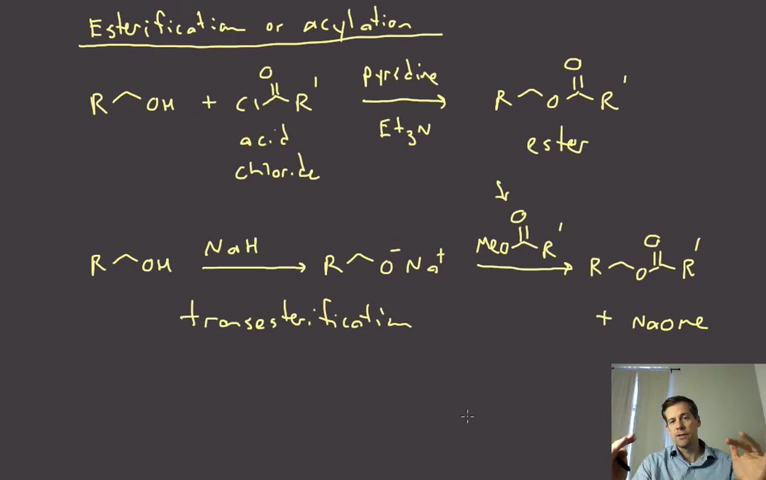 Esterification or acylation
R OH + Cl O R' pyridine Et3N R O O R'
acid chloride
ester
R OH NaH R O⁻ Na⁺ MeO O R' R O O R'
transesterification
+ NaOMe